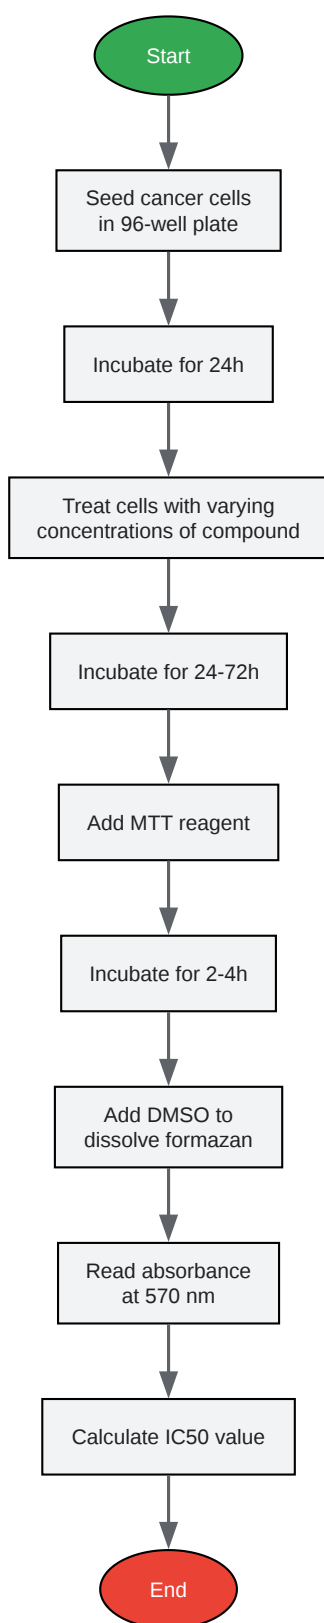 Start
Seed cancer cells
in 96-well plate
Incubate for 24h
Treat cells with varying
concentrations of compound
Incubate for 24-72h
Add MTT reagent
Incubate for 2-4h
Add DMSO to
dissolve formazan
Read absorbance
at 570 nm
Calculate IC50 value
End